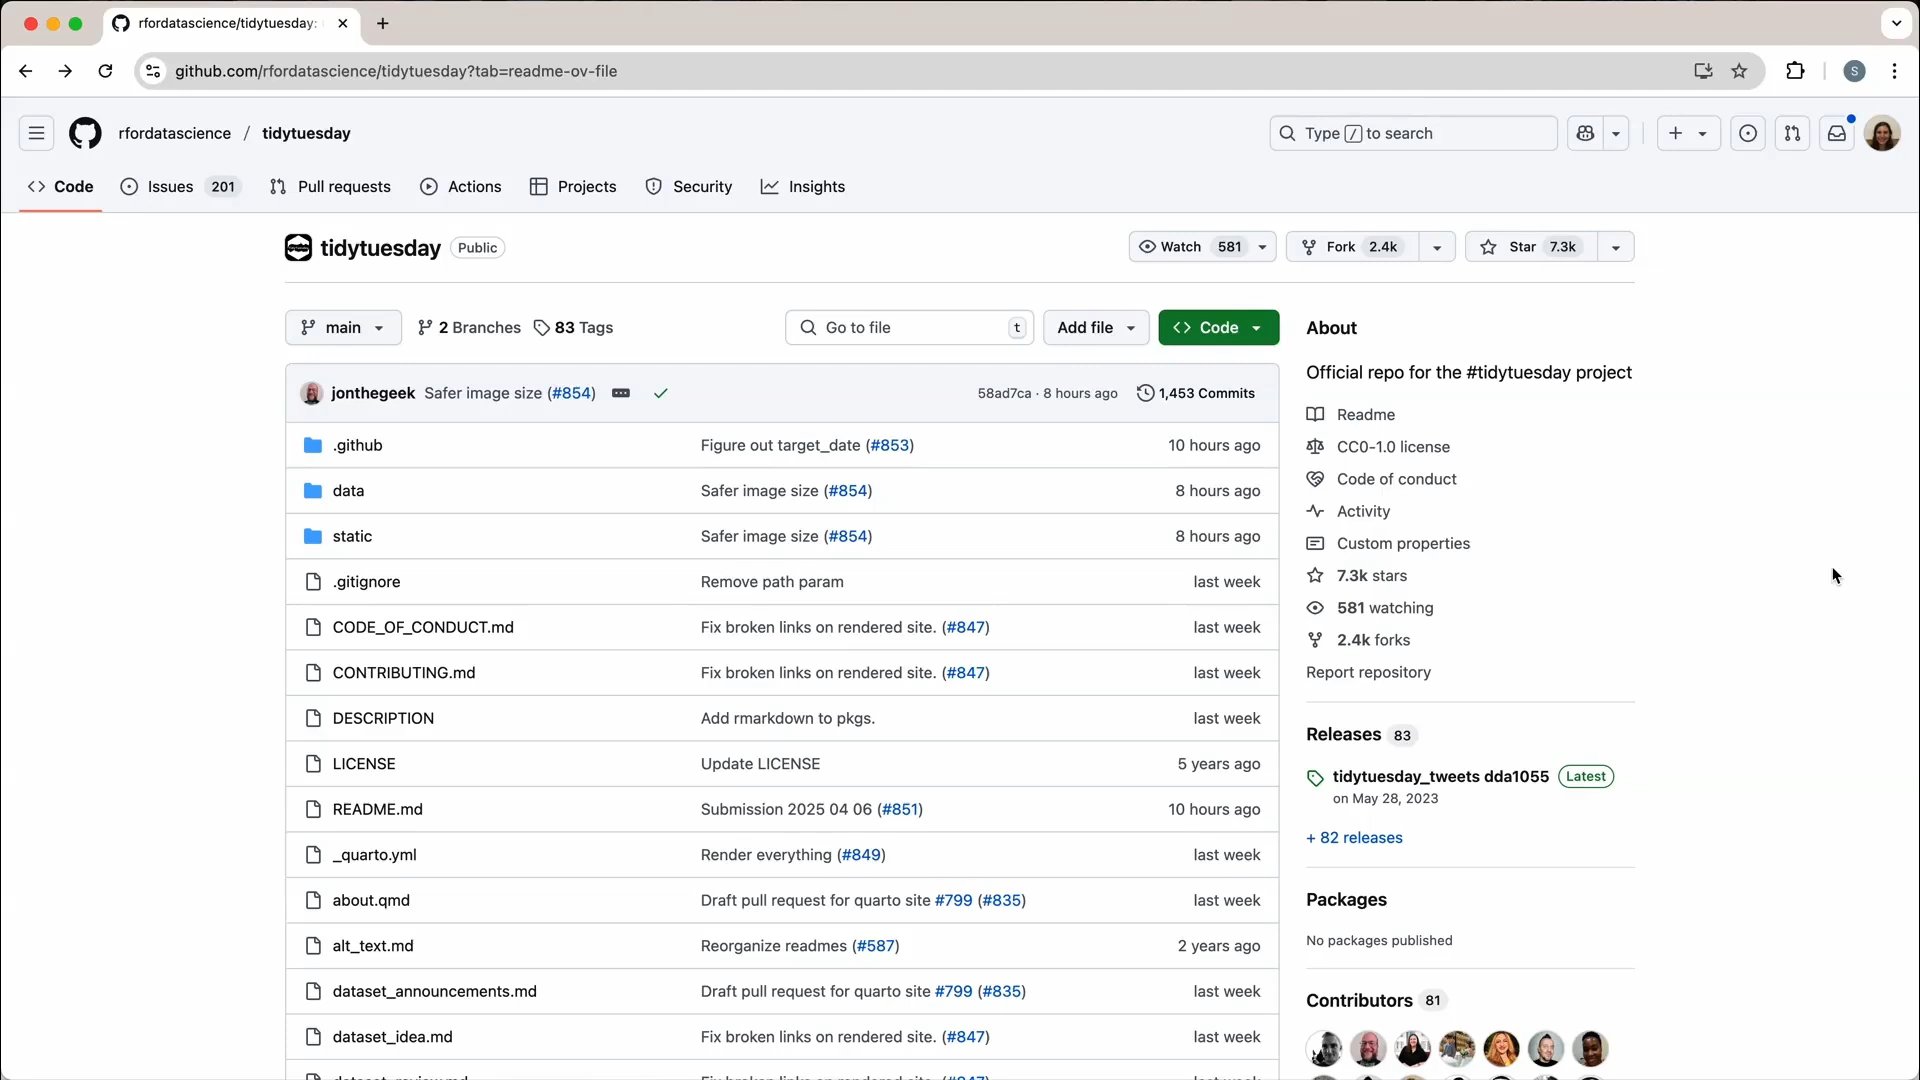 rfordatascience/tidytuesday:
github.com/rfordatascience/tidytuesday?tab=readme-ov-file
S
rfordatascience / tidytuesday
Type / to search
Code
Issues 201
Pull requests
Actions
Projects
Security
Insights
tidytuesday Public
Watch 581
Fork 2.4k
Star 7.3k
main
2 Branches
83 Tags
Go to file t
Add file
Code
jonthegeek Safer image size (#854) 58ad7ca · 8 hours ago 1,453 Commits
.github Figure out target_date (#853) 10 hours ago
data Safer image size (#854) 8 hours ago
static Safer image size (#854) 8 hours ago
.gitignore Remove path param last week
CODE_OF_CONDUCT.md Fix broken links on rendered site. (#847) last week
CONTRIBUTING.md Fix broken links on rendered site. (#847) last week
DESCRIPTION Add rmarkdown to pkgs. last week
LICENSE Update LICENSE 5 years ago
README.md Submission 2025 04 06 (#851) 10 hours ago
_quarto.yml Render everything (#849) last week
about.qmd Draft pull request for quarto site #799 (#835) last week
alt_text.md Reorganize readmes (#587) 2 years ago
dataset_announcements.md Draft pull request for quarto site #799 (#835) last week
dataset_idea.md Fix broken links on rendered site. (#847) last week
About
Official repo for the #tidytuesday project
Readme
CC0-1.0 license
Code of conduct
Activity
Custom properties
7.3k stars
581 watching
2.4k forks
Report repository
Releases 83
tidytuesday_tweets dda1055 Latest
on May 28, 2023
+ 82 releases
Packages
No packages published
Contributors 81